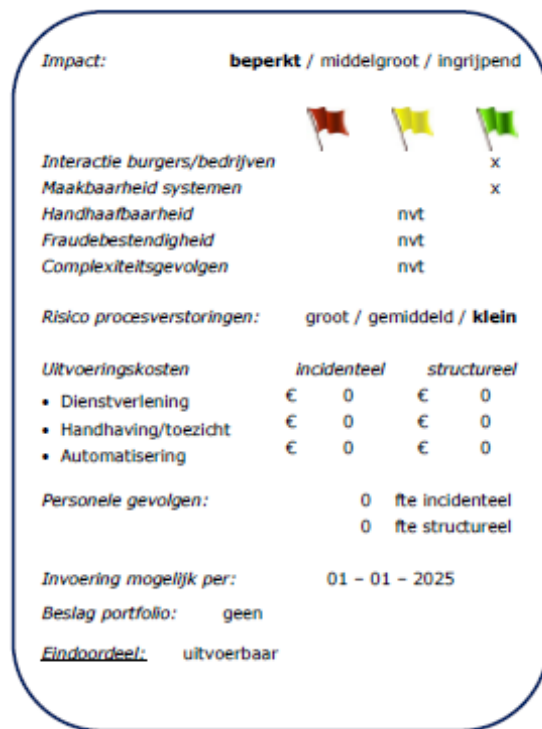 Impact: beperkt / middelgroot / ingrijpend
Interactie burgers/bedrijven x
Maakbaarheid systemen x
Handhaafbaarheid nvt
Fraudebestendigheid nvt
Complexiteitsgevolgen nvt
Risico procesverstoringen: groot / gemiddeld / klein
Uitvoeringskosten incidenteel structureel
• Dienstverlening € 0 € 0
• Handhaving/toezicht € 0 € 0
• Automatisering € 0 € 0
Personele gevolgen: 0 fte incidenteel
0 fte structureel
Invoering mogelijk per: 01 – 01 – 2025
Beslag portfolio: geen
Eindoordeel: uitvoerbaar